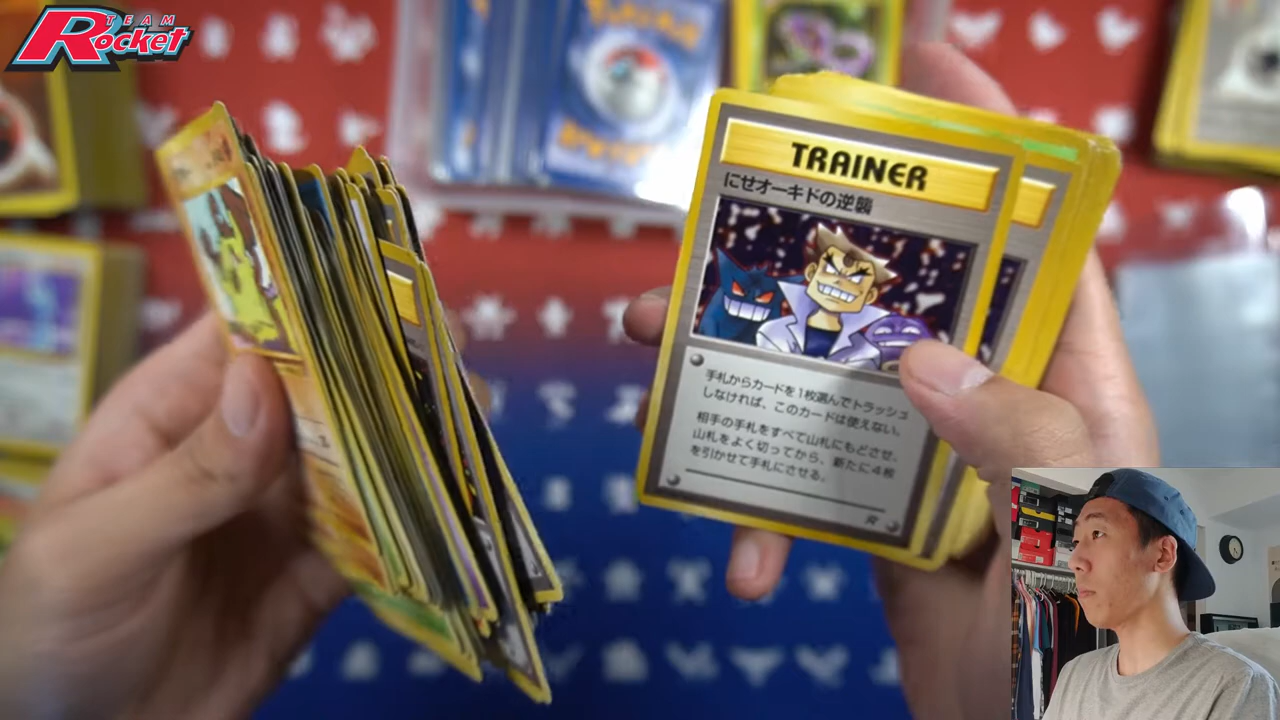 TEAM
Rocket
TRAINER
にせオーキドの逆襲
手札からカードを1枚選んでトラッシュ
しなければ、このカードは使えない。
相手の手札をすべて山札にもどさせ、
山札をよく切ってから、新たに4枚
を引かせて手札にさせる。
R